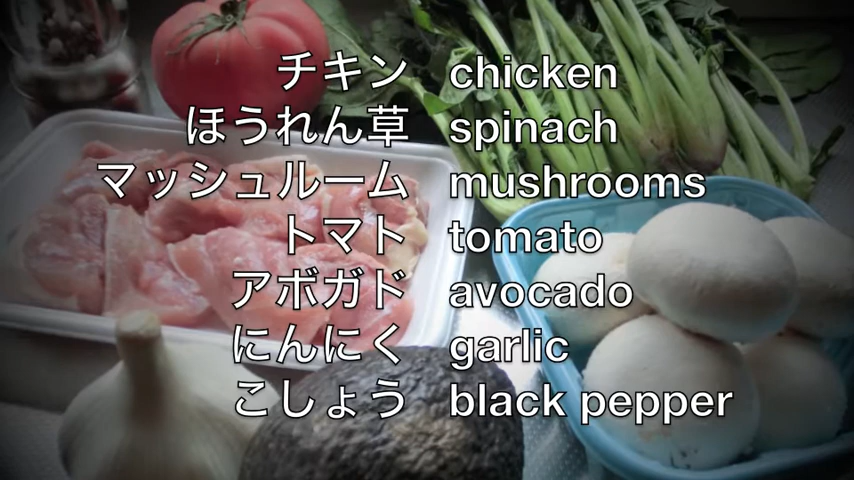 チキン chicken
ほうれん草 spinach
マッシュルーム mushrooms
トマト tomato
アボガド avocado
にんにく garlic
こしょう black pepper